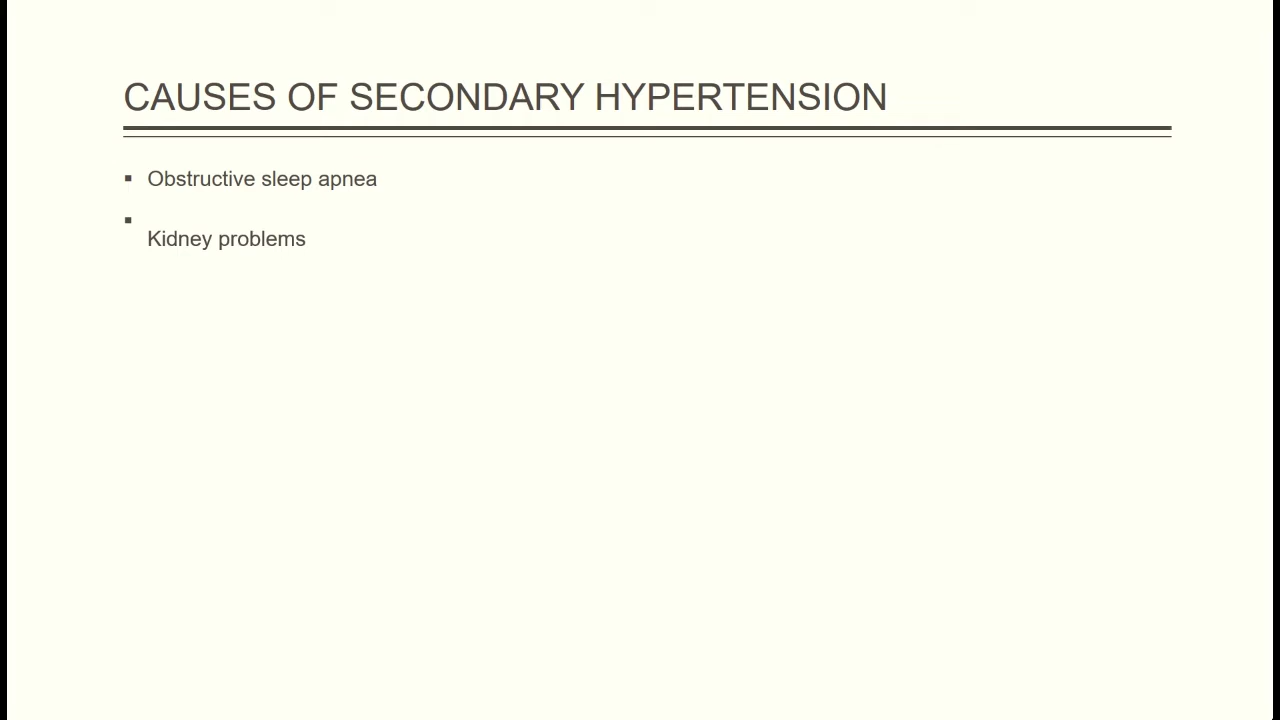 CAUSES OF SECONDARY HYPERTENSION
▪ Obstructive sleep apnea
▪
Kidney problems